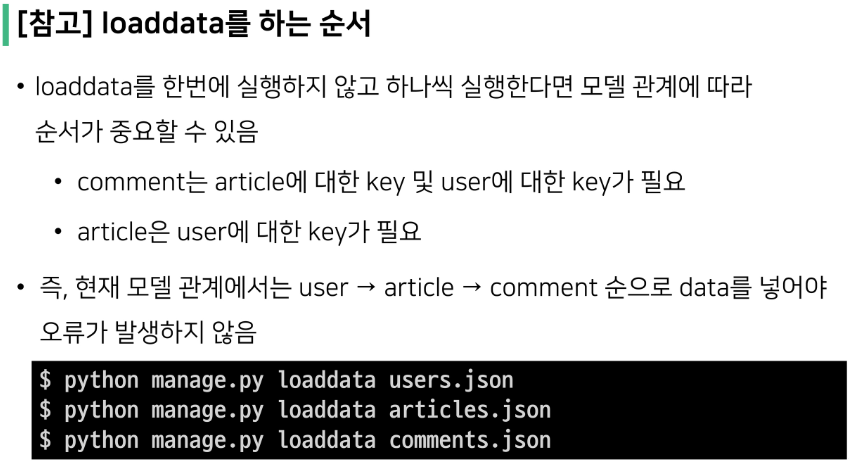 [참고] loaddata를 하는 순서
• loaddata를 한번에 실행하지 않고 하나씩 실행한다면 모델 관계에 따라
순서가 중요할 수 있음
• comment는 article에 대한 key 및 user에 대한 key가 필요
• article은 user에 대한 key가 필요
• 즉, 현재 모델 관계에서는 user → article → comment 순으로 data를 넣어야
오류가 발생하지 않음
$ python manage.py loaddata users.json
$ python manage.py loaddata articles.json
$ python manage.py loaddata comments.json